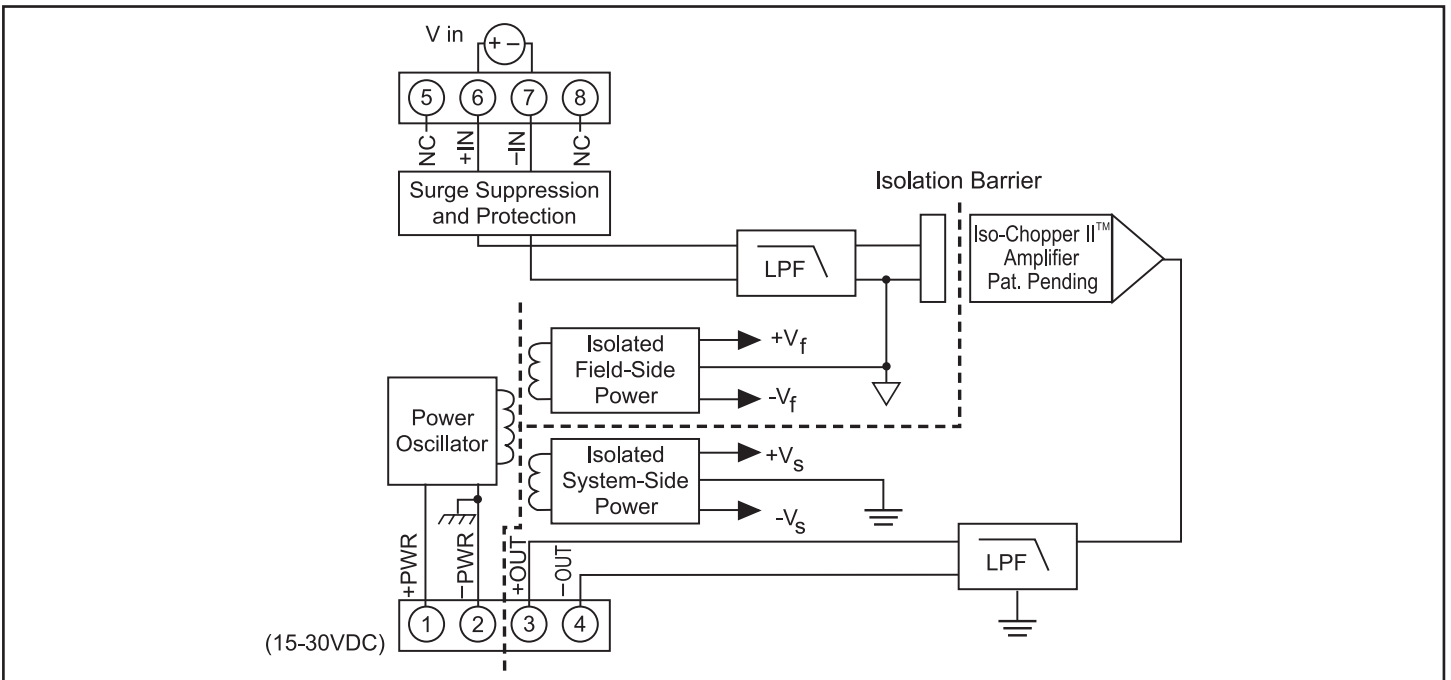 V in
+ −
5 6 7 8
NC
+IN
−IN
NC
Surge Suppression
and Protection
Isolation Barrier
LPF
Iso-Chopper II™
Amplifier
Pat. Pending
Isolated
Field-Side
Power
+Vf
-Vf
Power
Oscillator
Isolated
System-Side
Power
+Vs
-Vs
+PWR
−PWR
+OUT
−OUT
LPF
(15-30VDC)
1 2 3 4